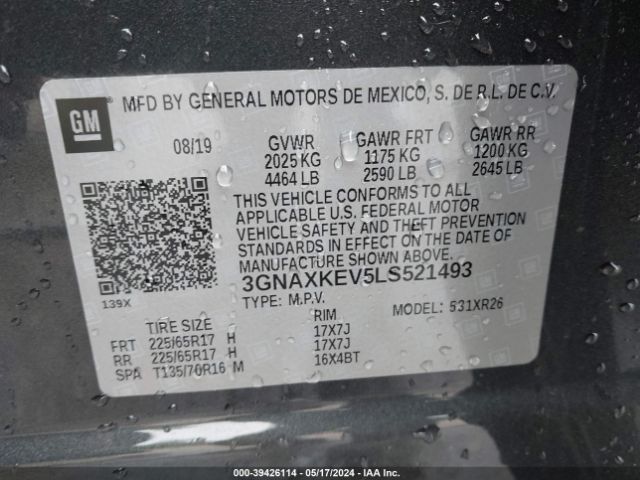 GM
MFD BY GENERAL MOTORS DE MEXICO, S. DE R.L. DE C.V.
08/19 GVWR GAWR FRT GAWR RR
2025 KG 1175 KG 1200 KG
4464 LB 2590 LB 2645 LB
THIS VEHICLE CONFORMS TO ALL
APPLICABLE U.S. FEDERAL MOTOR
VEHICLE SAFETY AND THEFT PREVENTION
STANDARDS IN EFFECT ON THE DATE
OF MANUFACTURE SHOWN ABOVE.
3GNAXKEV5LS521493
139X
TYPE: M.P.V. MODEL: 531XR26
TIRE SIZE RIM
FRT 225/65R17 H 17X7J
RR 225/65R17 H 17X7J
SPA T135/70R16 M 16X4BT
000-39426114 - 05/17/2024 - IAA Inc.